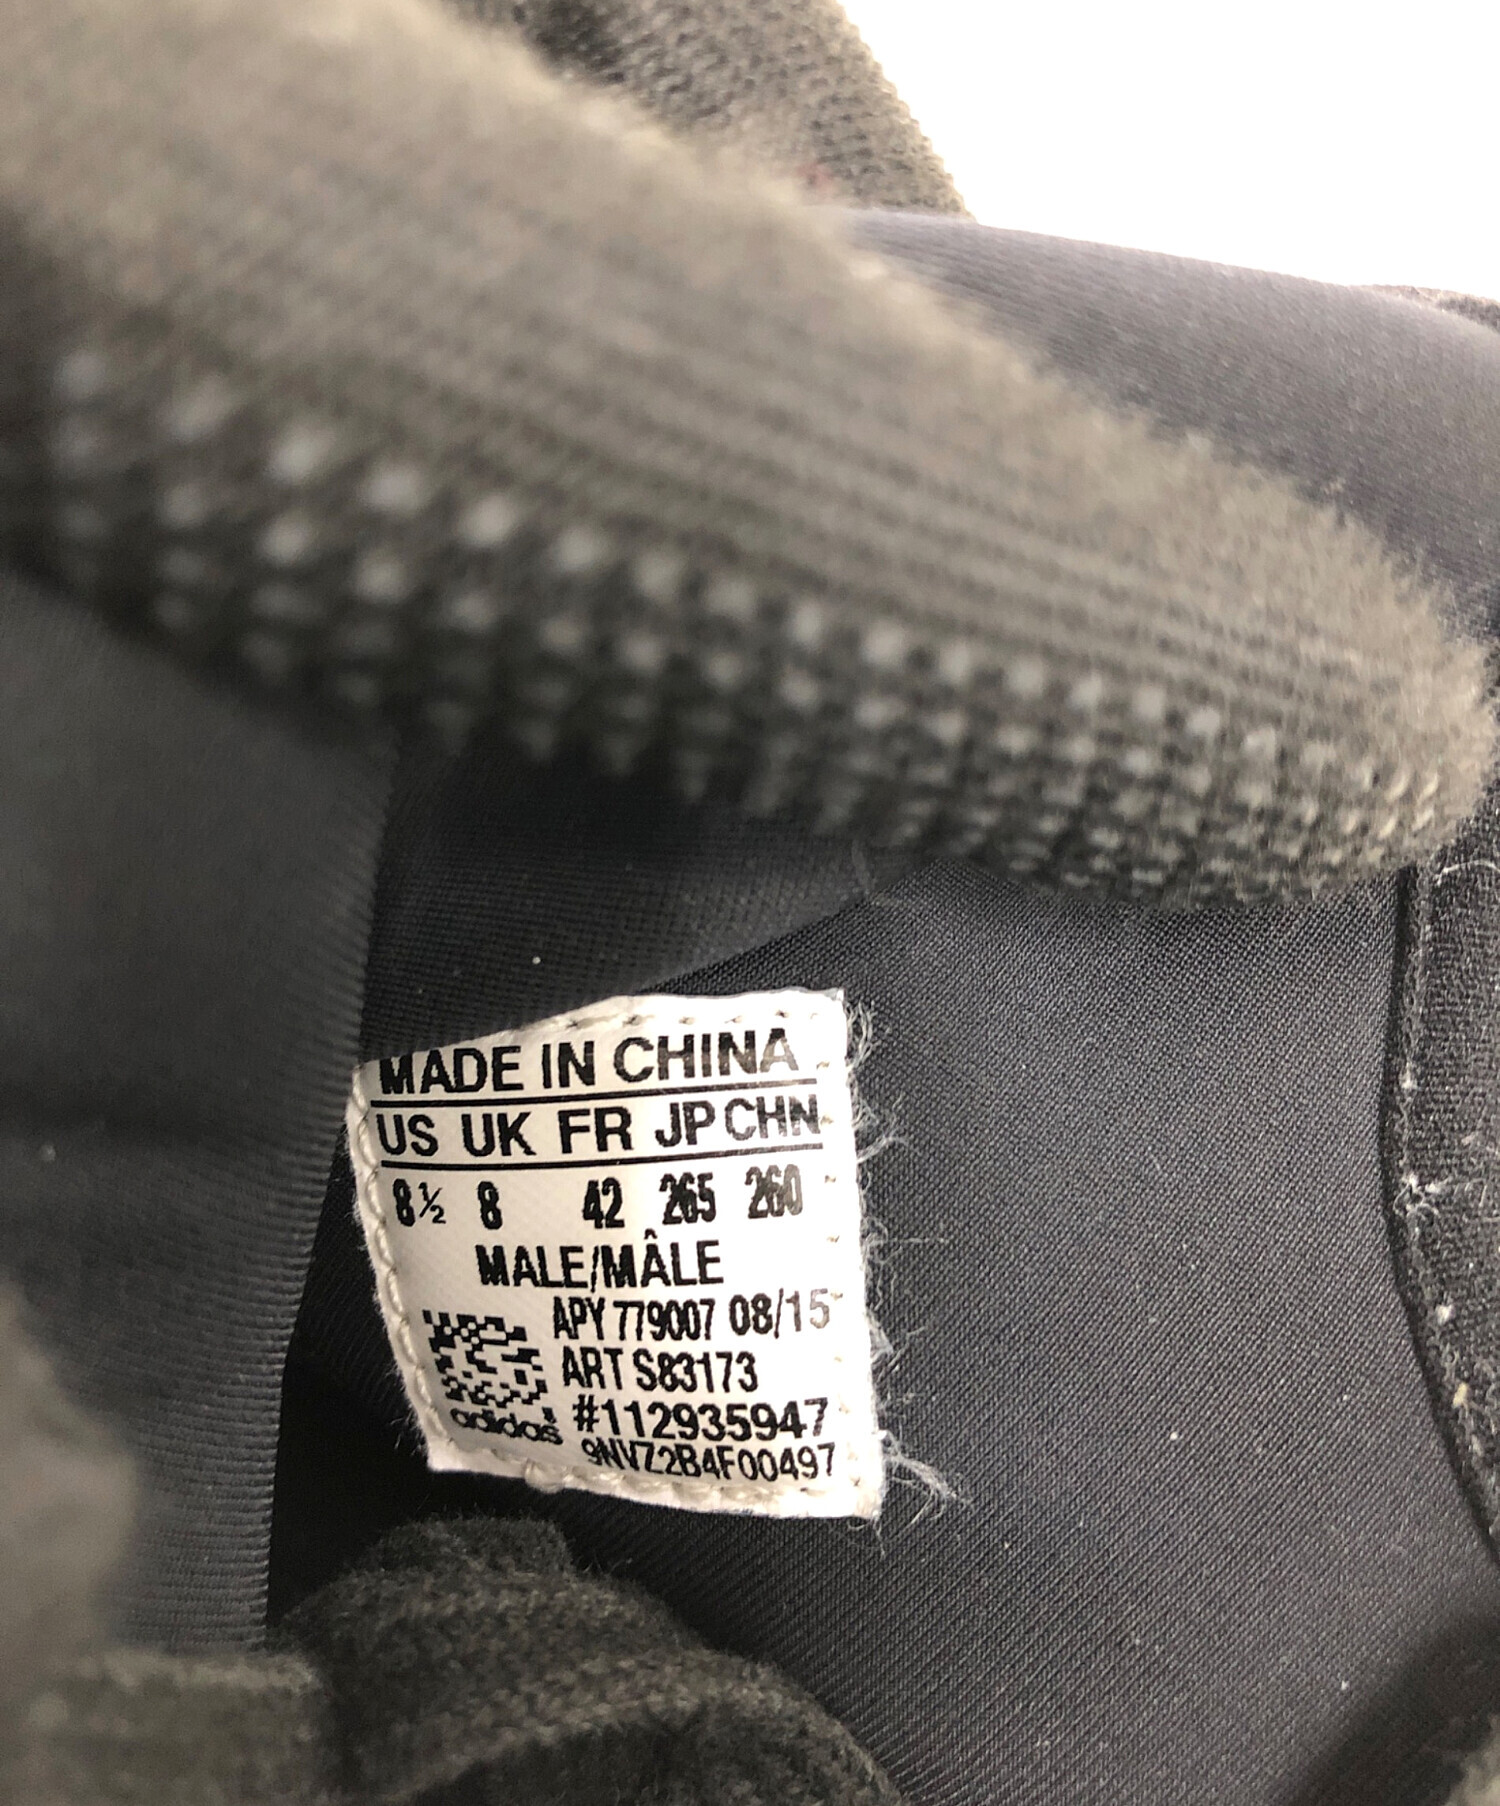 MADE IN CHINA
US UK FR JP CHN
8½ 8 42 265 260
MALE/MÂLE
APY 779007 08/15
ART S83173
#112935947
adidas
9NVZ2B4F00497